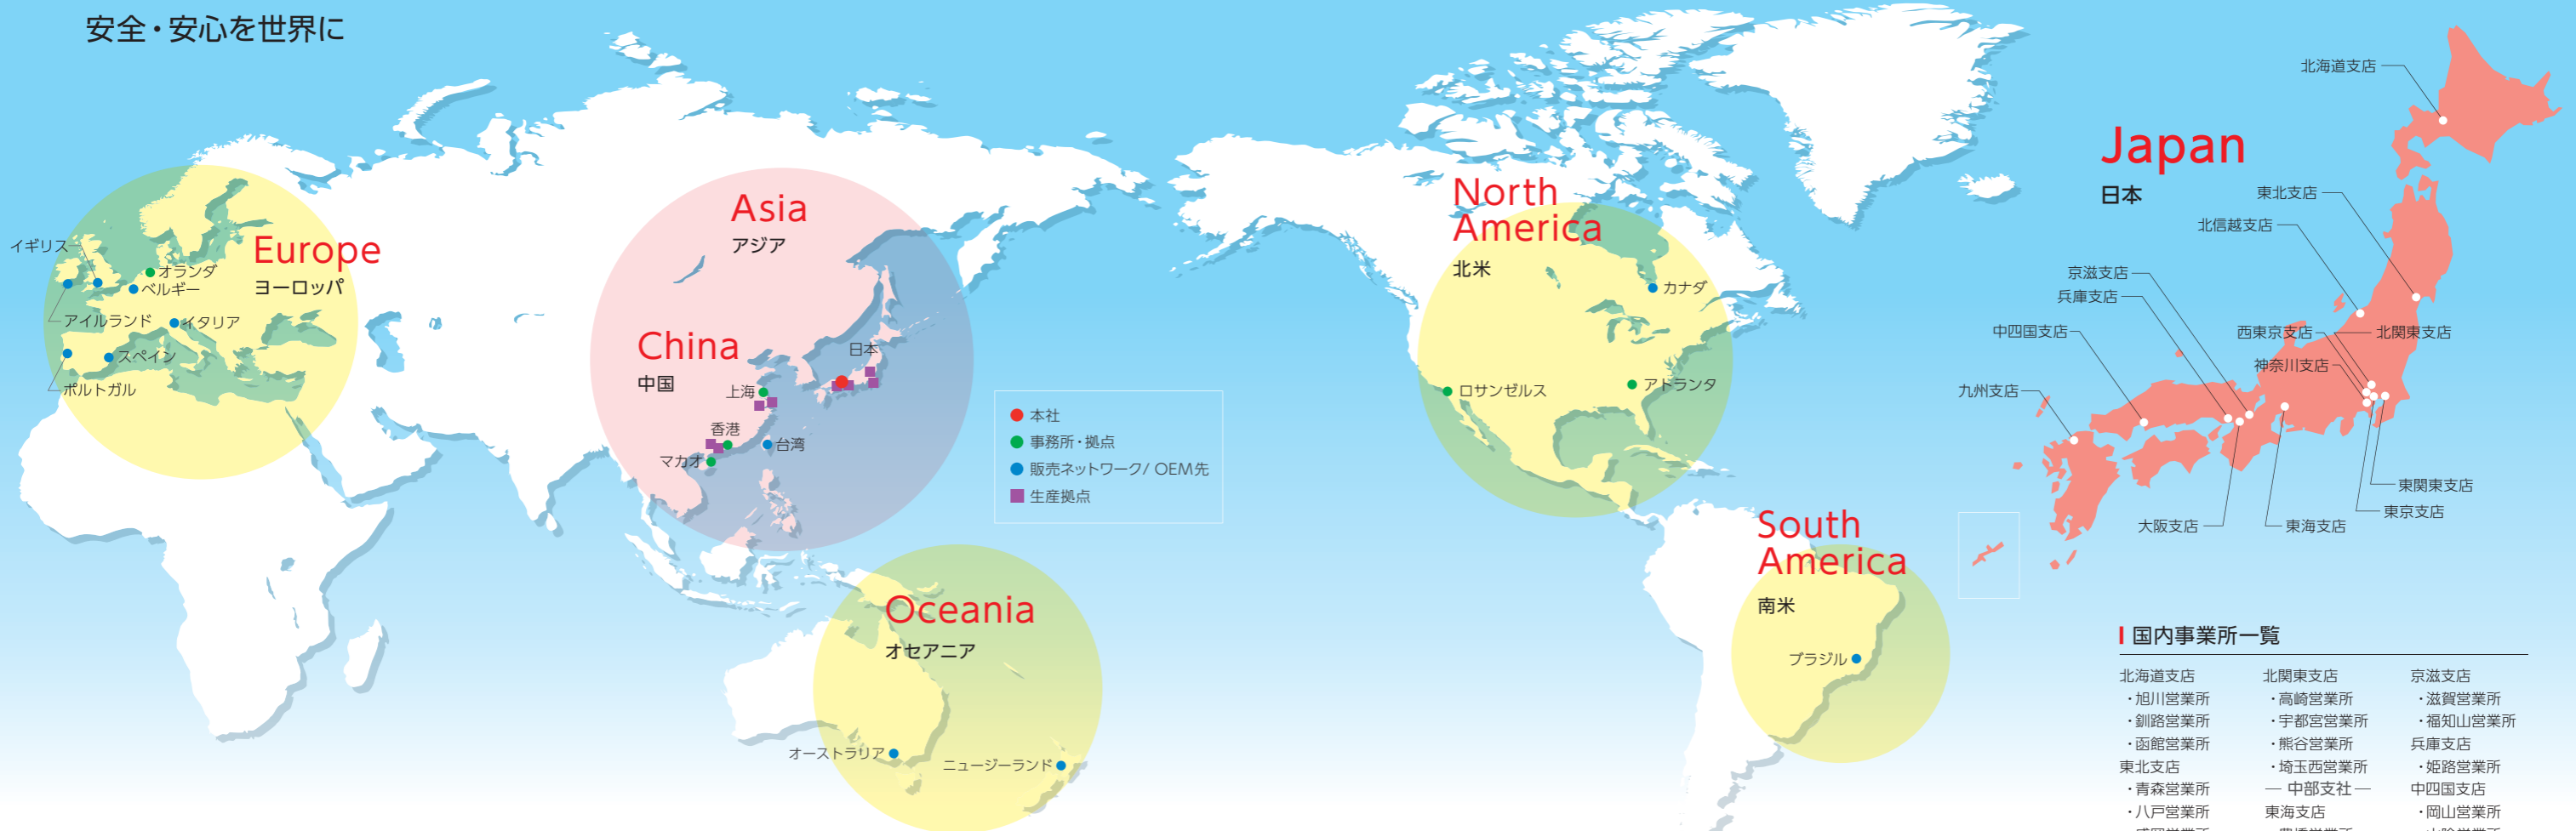 安全・安心を世界に
Europe
ヨーロッパ
イギリス
オランダ
ベルギー
アイルランド
イタリア
スペイン
ポルトガル
Asia
アジア
China
中国
日本
上海
香港
台湾
マカオ
本社
事務所・拠点
販売ネットワーク/ OEM先
生産拠点
Oceania
オセアニア
オーストラリア
ニュージーランド
North
America
北米
カナダ
ロサンゼルス
アトランタ
South
America
南米
ブラジル
Japan
日本
北海道支店
東北支店
北信越支店
京滋支店
兵庫支店
中四国支店
西東京支店
北関東支店
神奈川支店
九州支店
東関東支店
東京支店
大阪支店
東海支店
国内事業所一覧
北海道支店
・旭川営業所
・釧路営業所
・函館営業所
東北支店
・青森営業所
・八戸営業所
北関東支店
・高崎営業所
・宇都宮営業所
・熊谷営業所
・埼玉西営業所
― 中部支社 ―
東海支店
京滋支店
・滋賀営業所
・福知山営業所
兵庫支店
・姫路営業所
中四国支店
・岡山営業所